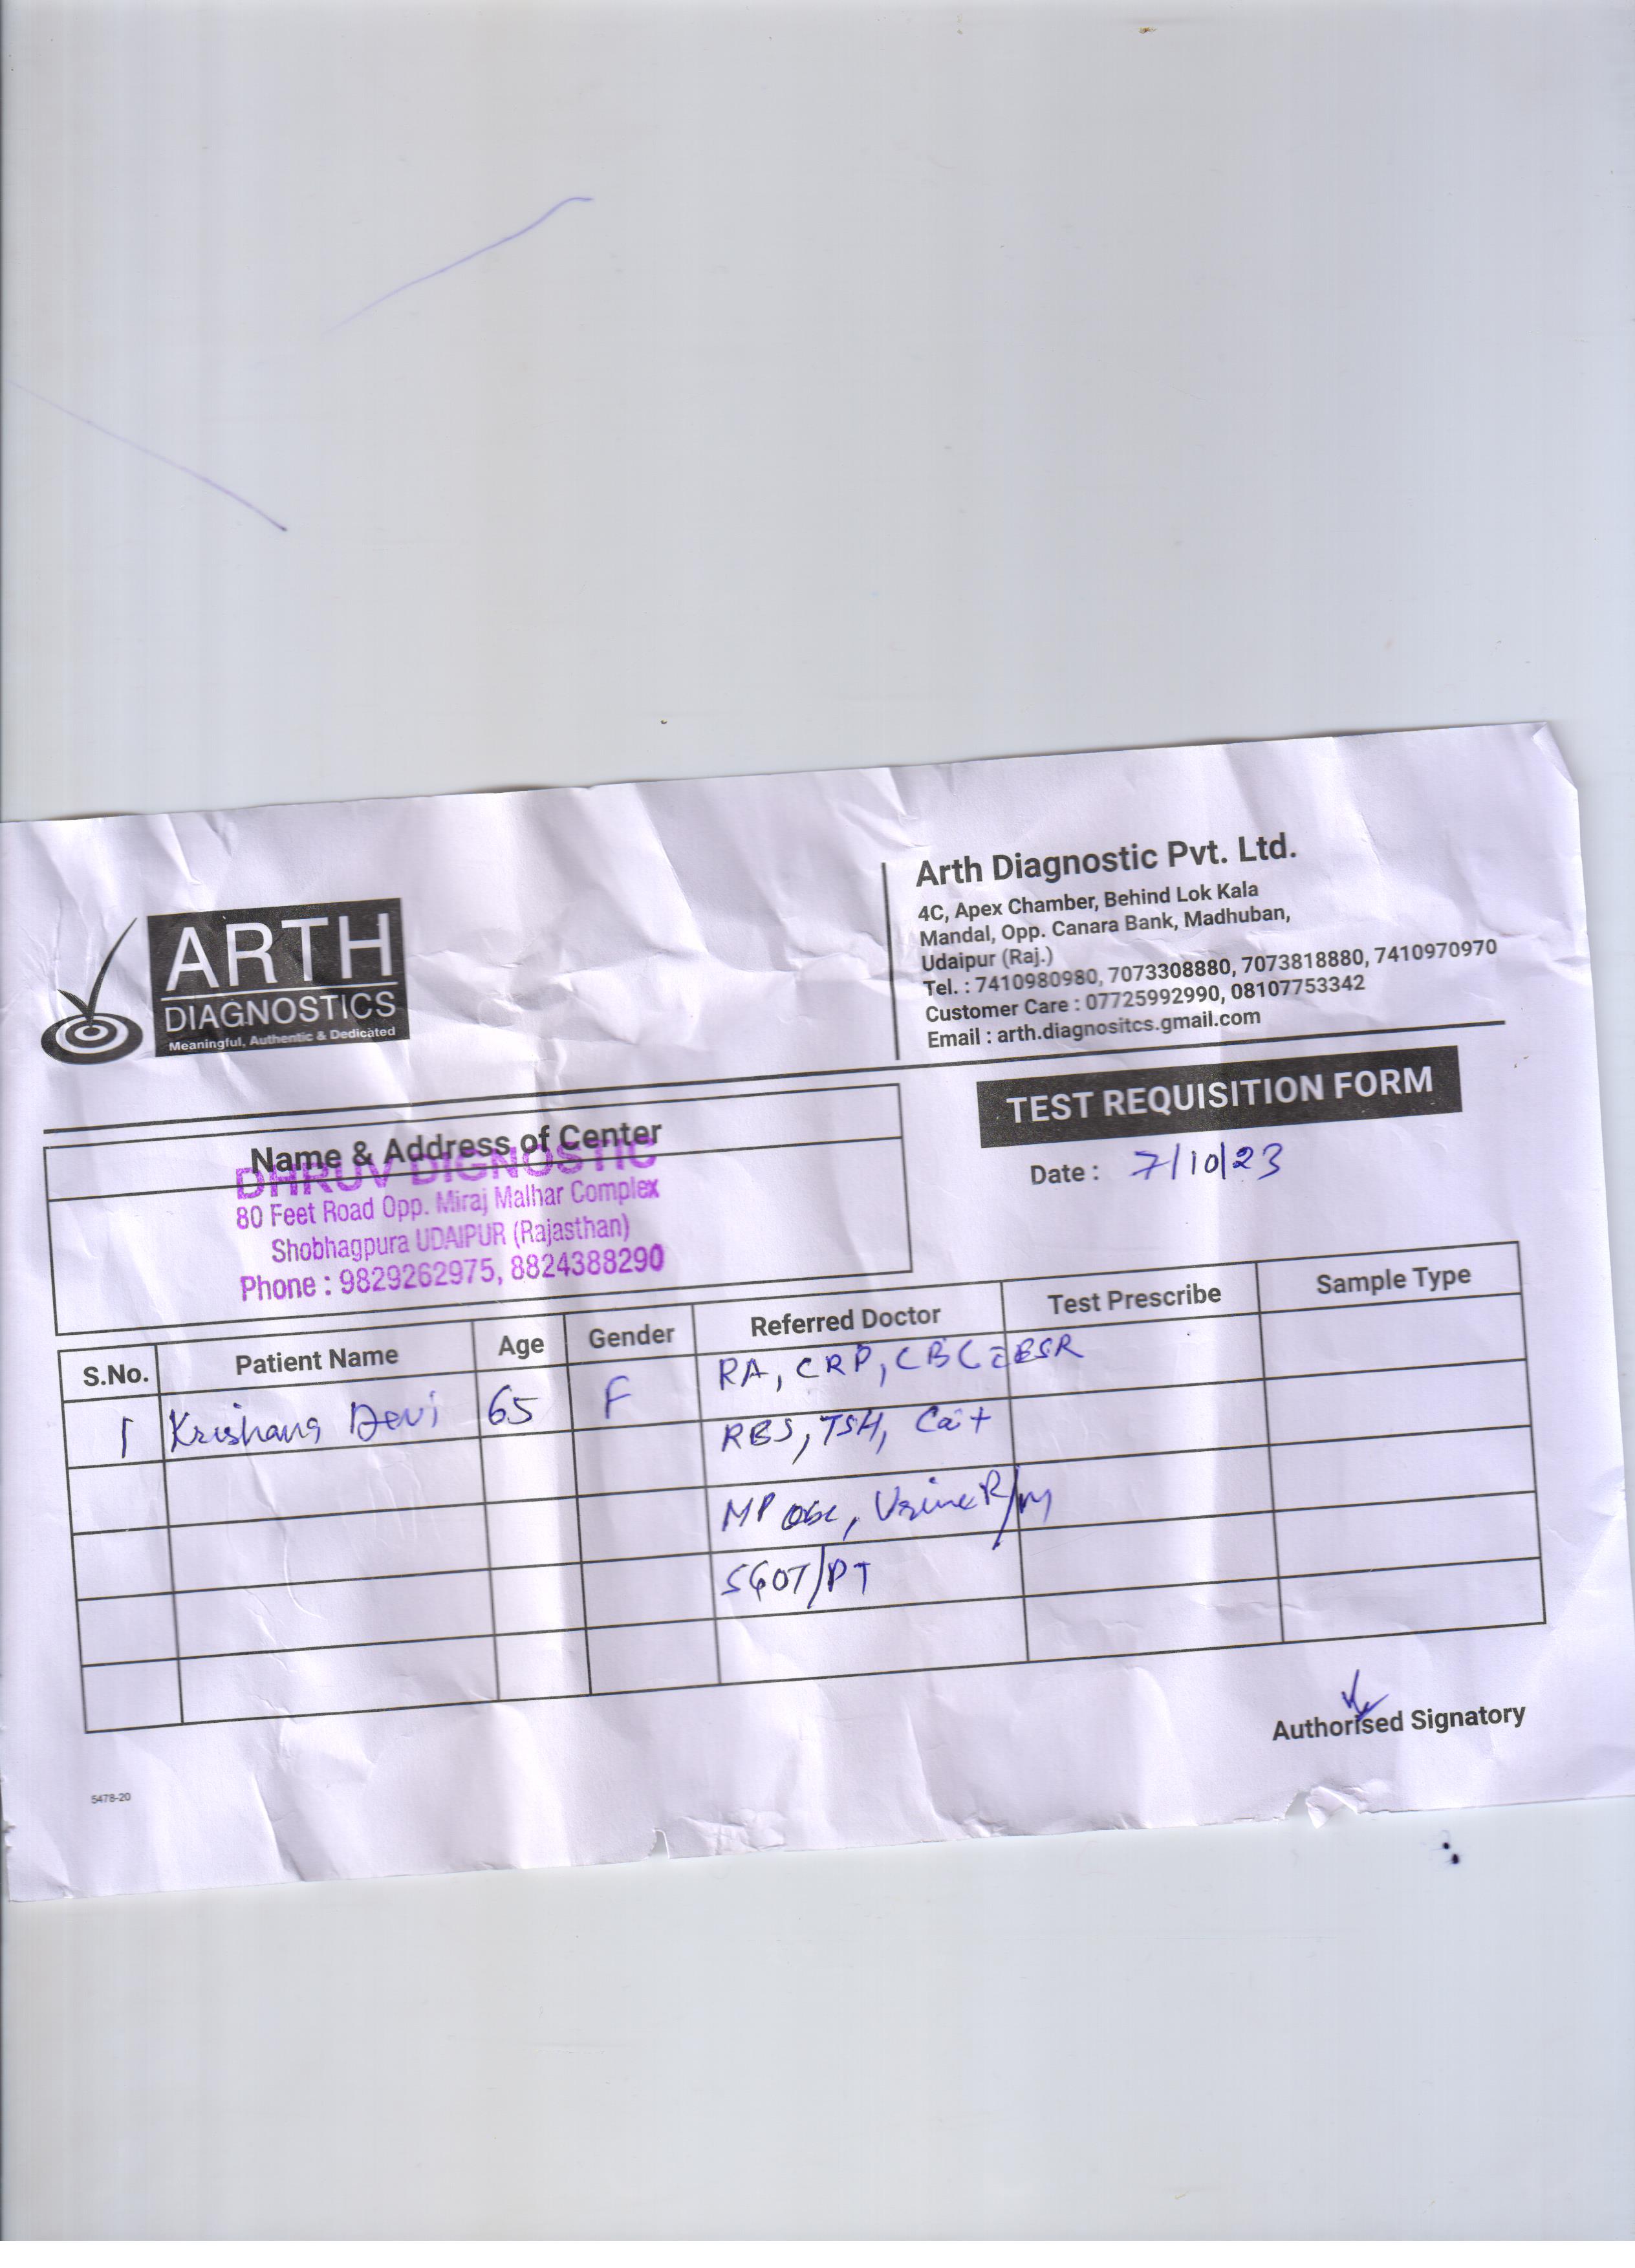 ARTH
DIAGNOSTICS
Meaningful, Authentic & Dedicated
Arth Diagnostic Pvt. Ltd.
4C, Apex Chamber, Behind Lok Kala
Mandal, Opp. Canara Bank, Madhuban,
Udaipur (Raj.)
Tel. : 7410980980, 7073308880, 7073818880, 7410970970
Customer Care : 07725992990, 08107753342
Email : arth.diagnositcs.gmail.com
TEST REQUISITION FORM
Date : 7/10/23
Name & Address of Center
DHRUV DIGNOSTIC
80 Feet Road Opp. Miraj Malhar Complex
Shobhagpura UDAIPUR (Rajasthan)
Phone : 9829262975, 8824388290
S.No. Patient Name Age Gender Referred Doctor Test Prescribe Sample Type
1 Krishana Devi 65 F RA, CRP, CBC ESR
RBS, TSH, Ca+
MP, Urine R/m
SGOT/PT
Authorised Signatory
5478-20